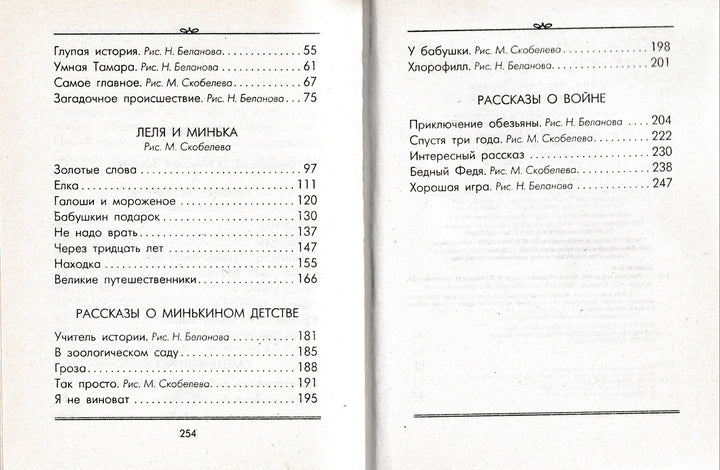 Глупая история. Рис. Н. Беланова............. 55
Умная Тамара. Рис. Н. Беланова ............. 61
Самое главное. Рис. М. Скобелева........... 67
Загадочное происшествие. Рис. Н. Беланова... 75
ЛЕЛЯ И МИНЬКА
Рис. М. Скобелева
Золотые слова ............................ 97
Елка .................................... 111
Галоши и мороженое ..................... 120
Бабушкин подарок ....................... 130
Не надо врать........................... 137
Через тридцать лет ..................... 147
Находка ................................ 155
Великие путешественники ................ 166
РАССКАЗЫ О МИНЬКИНОМ ДЕТСТВЕ
Учитель истории. Рис. Н. Беланова .......... 181
В зоологическом саду..................... 185
Гроза................................... 188
Так просто. Рис. М. Скобелева............. 191
Я не виноват ........................... 195
254
У бабушки. Рис. М. Скобелева............. 198
Хлорофилл. Рис. Н. Беланова.............. 201
РАССКАЗЫ О ВОЙНЕ
Приключение обезьяны. Рис. Н. Беланова .... 204
Спустя три года. Рис. М. Скобелева......... 222
Интересный рассказ ..................... 230
Бедный Федя. Рис. М. Скобелева........... 238
Хорошая игра. Рис. Н. Беланова ........... 247